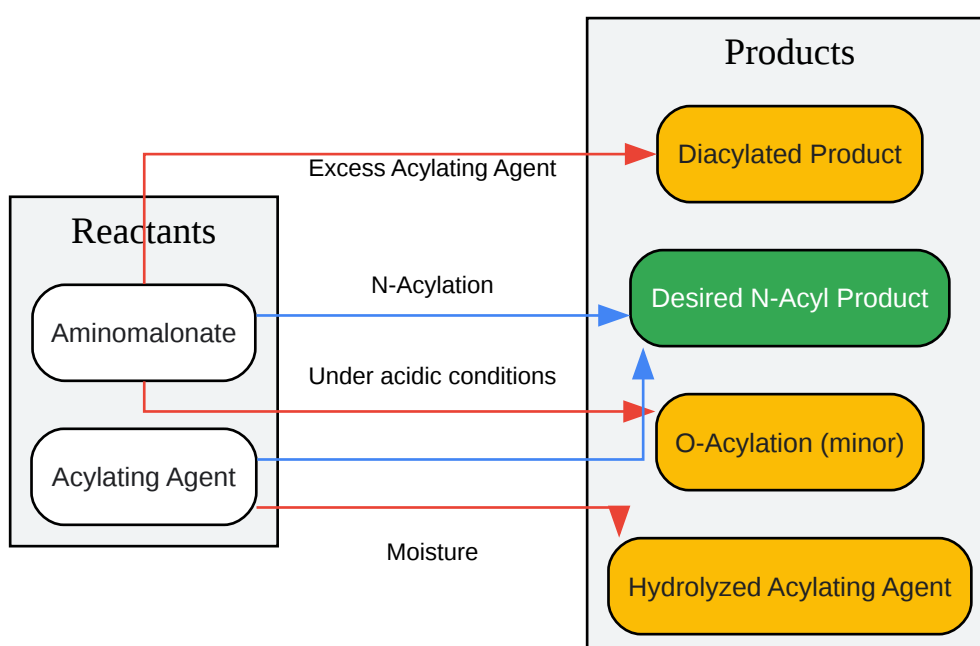 Products
Diacylated Product
Excess Acylating Agent
Reactants
N-Acylation
Desired N-Acyl Product
Aminomalonate
Under acidic conditions
O-Acylation (minor)
Acylating Agent
Moisture
Hydrolyzed Acylating Agent